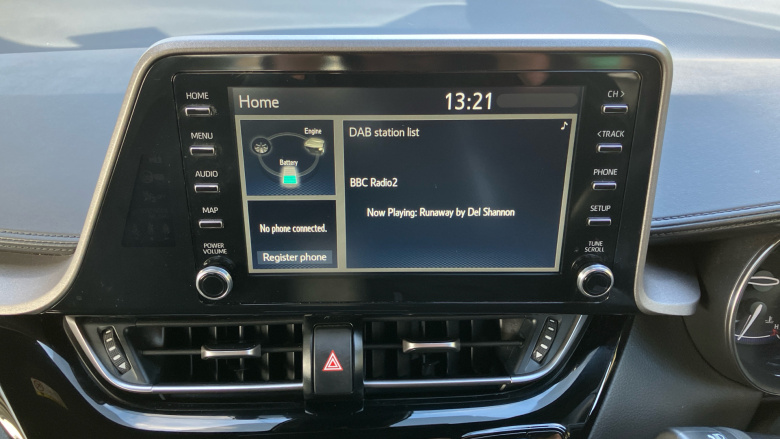 HOME
MENU
AUDIO
MAP
POWER
VOLUME
Home 13:21
Engine
Battery
No phone connected.
Register phone
DAB station list
BBC Radio2
Now Playing: Runaway by Del Shannon
CH >
< TRACK
PHONE
SETUP
TUNE
SCROLL